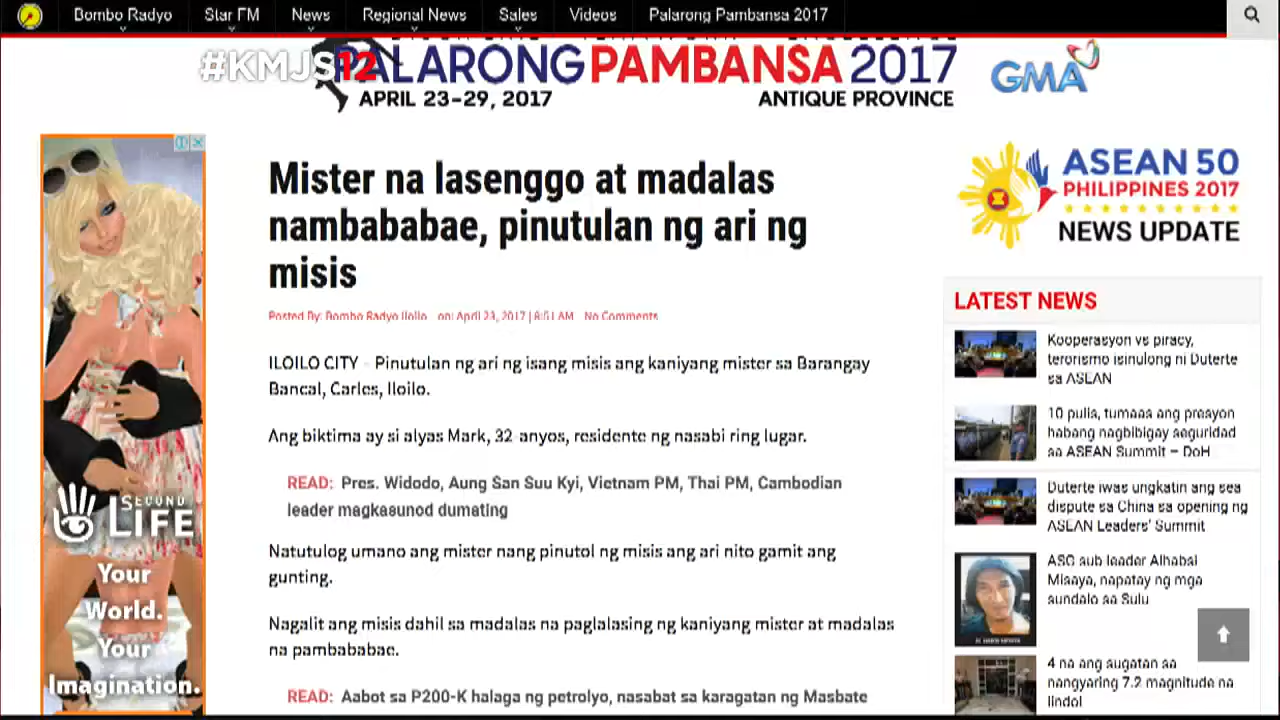 Bombo Radyo
Star FM
News
Regional News
Sales
Videos
Palarong Pambansa 2017
#KMJS12
PALARONG PAMBANSA 2017
APRIL 23-29, 2017
ANTIQUE PROVINCE
GMA
Mister na lasenggo at madalas
nambababae, pinutulan ng ari ng
misis
Posted By: Bombo Radyo Iloilo on: April 23, 2017 | 8:51 AM No Comments
ILOILO CITY - Pinutulan ng ari ng isang misis ang kaniyang mister sa Barangay
Bancal, Carles, Iloilo.
Ang biktima ay si alyas Mark, 32-anyos, residente ng nasabi ring lugar.
READ: Pres. Widodo, Aung San Suu Kyi, Vietnam PM, Thai PM, Cambodian
leader magkasunod dumating
Natutulog umano ang mister nang pinutol ng misis ang ari nito gamit ang
gunting.
Nagalit ang misis dahil sa madalas na paglalasing ng kaniyang mister at madalas
na pambababae.
READ: Aabot sa P200-K halaga ng petrolyo, nasabat sa karagatan ng Masbate
SECOND
LIFE
Your
World.
Your
Imagination.
ASEAN 50
PHILIPPINES 2017
NEWS UPDATE
LATEST NEWS
Kooperasyon vs piracy,
terorismo isinulong ni Duterte
sa ASEAN
10 pulis, tumaas ang presyon
habang nagbibigay seguridad
sa ASEAN Summit – DoH
Duterte iwas ungkatin ang sea
dispute sa China sa opening ng
ASEAN Leaders' Summit
ASG sub leader Alhabsi
Misaya, napatay ng mga
sundalo sa Sulu
4 na ang sugatan sa
nangyaring 7.2 magnitude na
lindol